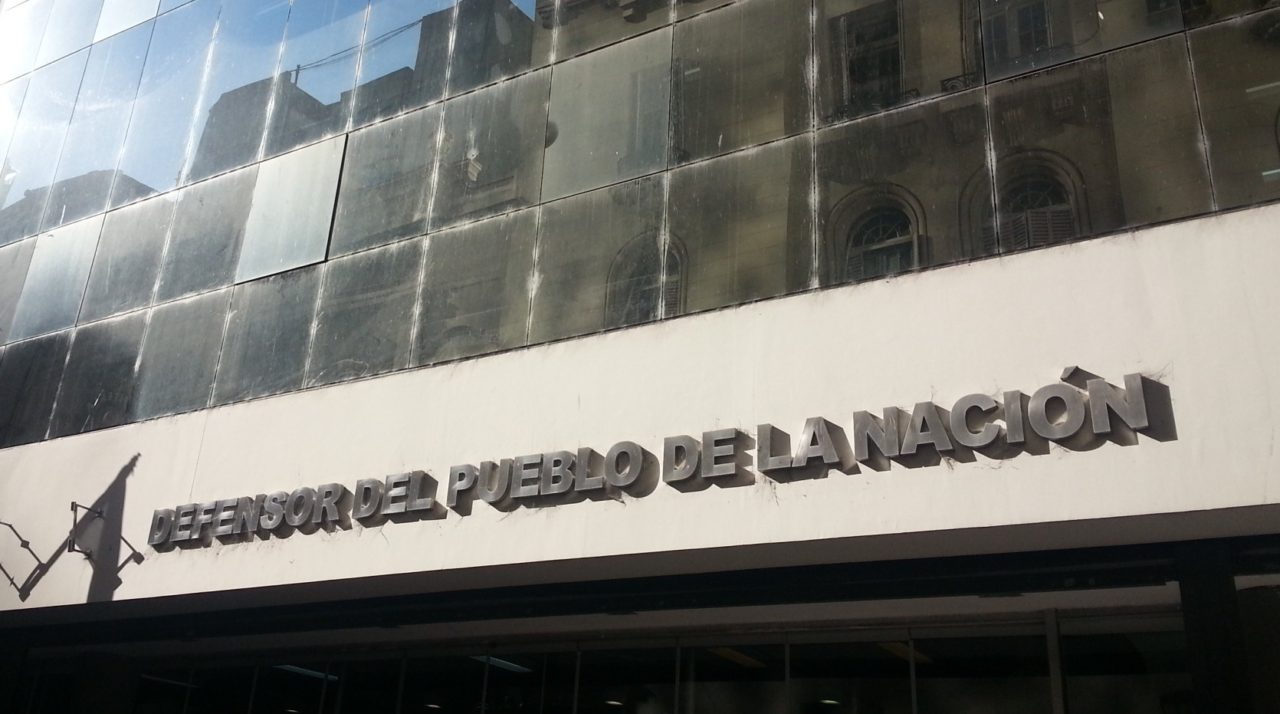 DEFENSOR DEL PUEBLO DE LA NACIÓN